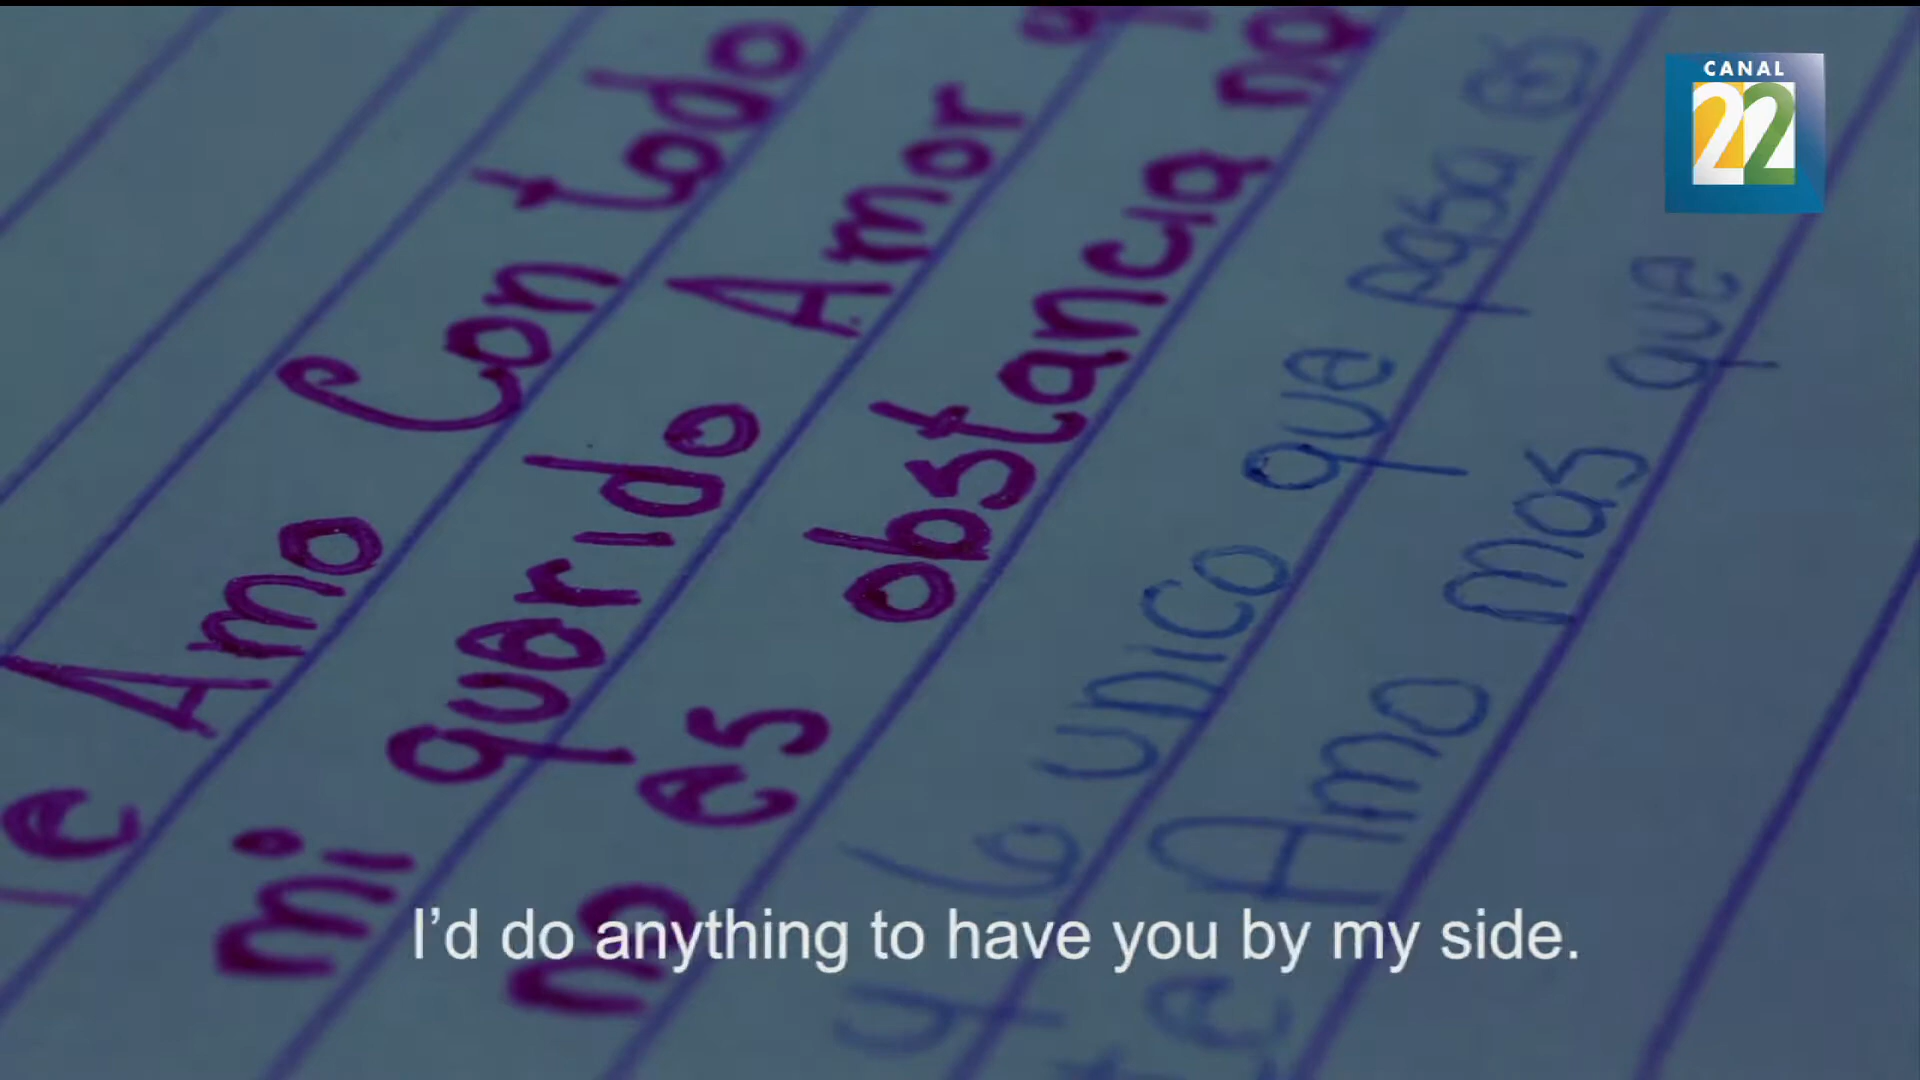 CANAL
22
te Amo Con todo
mi querido Amor
no es obstancia no
y lo unico que pasa es
te Amo mas que
I'd do anything to have you by my side.